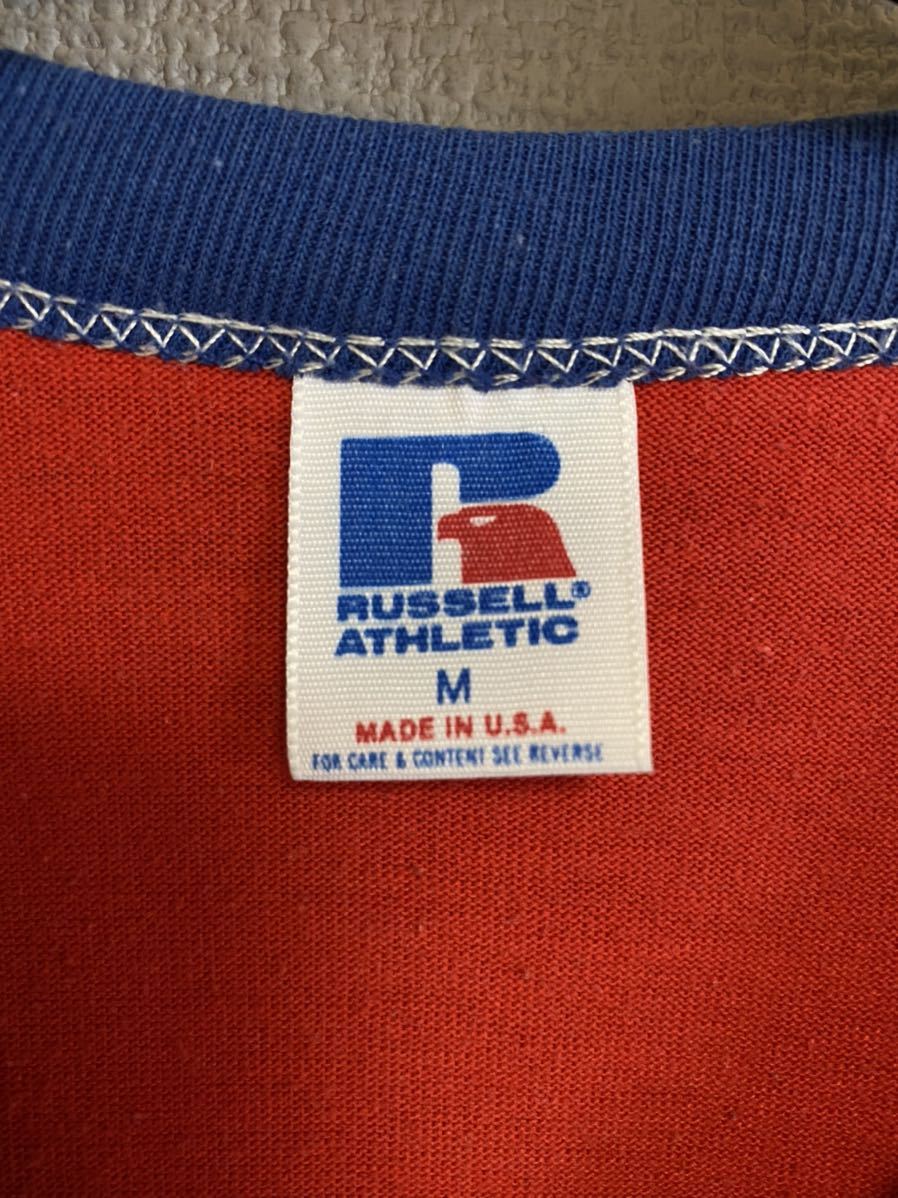 R
RUSSELL®
ATHLETIC
M
MADE IN U.S.A.
FOR CARE & CONTENT SEE REVERSE